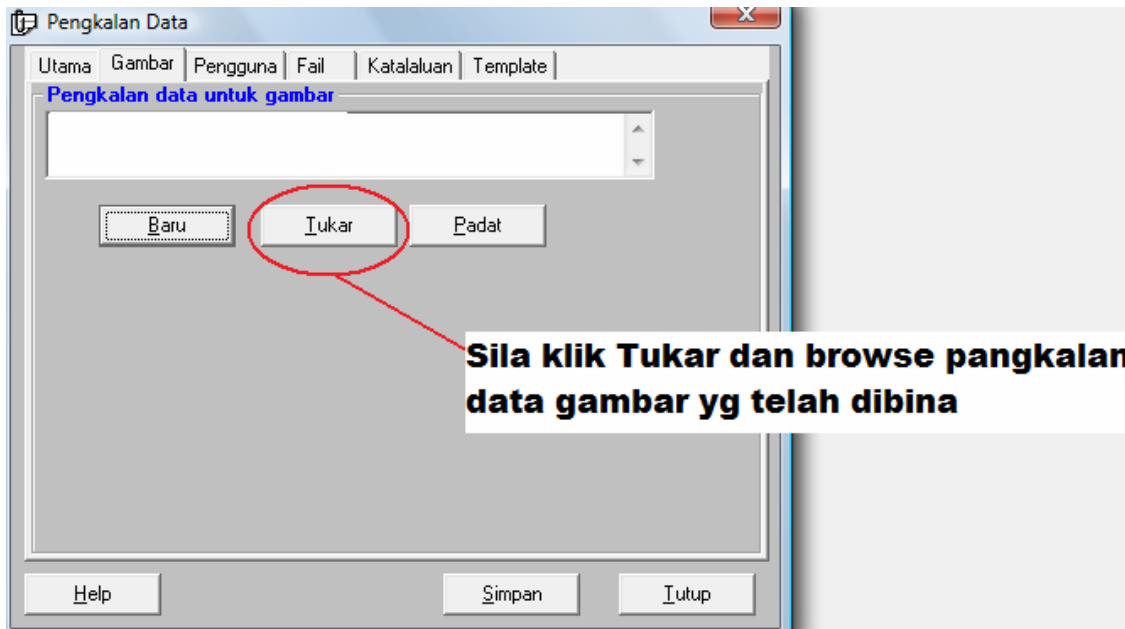 Pengkalan Data
X
Utama Gambar Pengguna Fail Katalaluan Template
Pengkalan data untuk gambar
Baru Tukar Padat
Sila klik Tukar dan browse pangkalan
data gambar yg telah dibina
Help Simpan Tutup